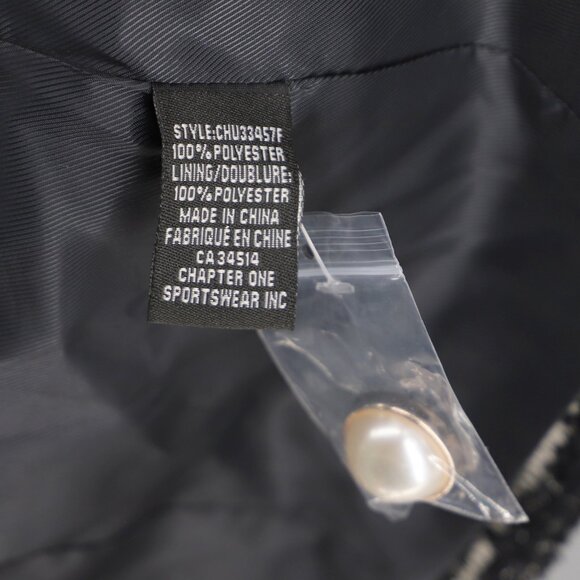 STYLE:CHU33457F
100% POLYESTER
LINING/DOUBLURE:
100% POLYESTER
MADE IN CHINA
FABRIQUÉ EN CHINE
CA 34514
CHAPTER ONE
SPORTSWEAR INC